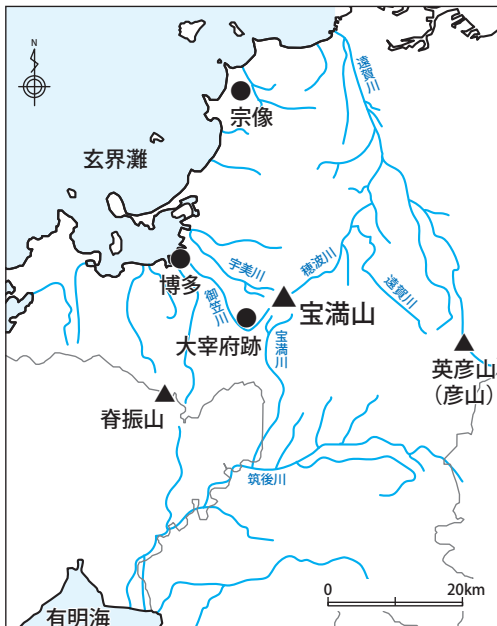 N
遠賀川
宗像
玄界灘
宇美川
穂波川
博多
御笠川
宝満山
遠賀川
大宰府跡
宝満川
英彦山
（彦山）
脊振山
筑後川
0 20km
有明海